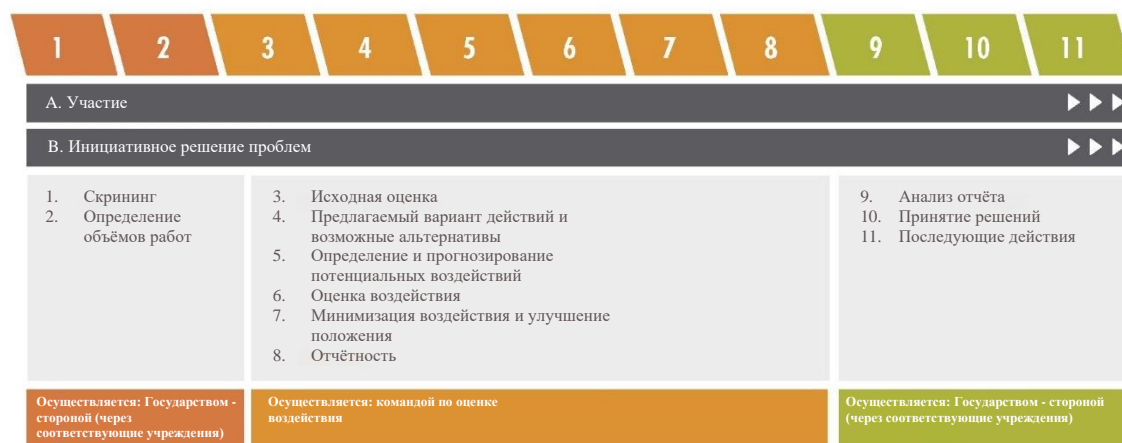 1 2 3 4 5 6 7 8 9 10 11
А. Участие
В. Инициативное решение проблем
1. Скрининг
2. Определение
объёмов работ
3. Исходная оценка
4. Предлагаемый вариант действий и
возможные альтернативы
5. Определение и прогнозирование
потенциальных воздействий
6. Оценка воздействия
7. Минимизация воздействия и улучшение
положения
8. Отчётность
9. Анализ отчёта
10. Принятие решений
11. Последующие действия
Осуществляется: Государством -
стороной (через
соответствующие учреждения)
Осуществляется: командой по оценке
воздействия
Осуществляется: Государством - стороной
(через соответствующие учреждения)